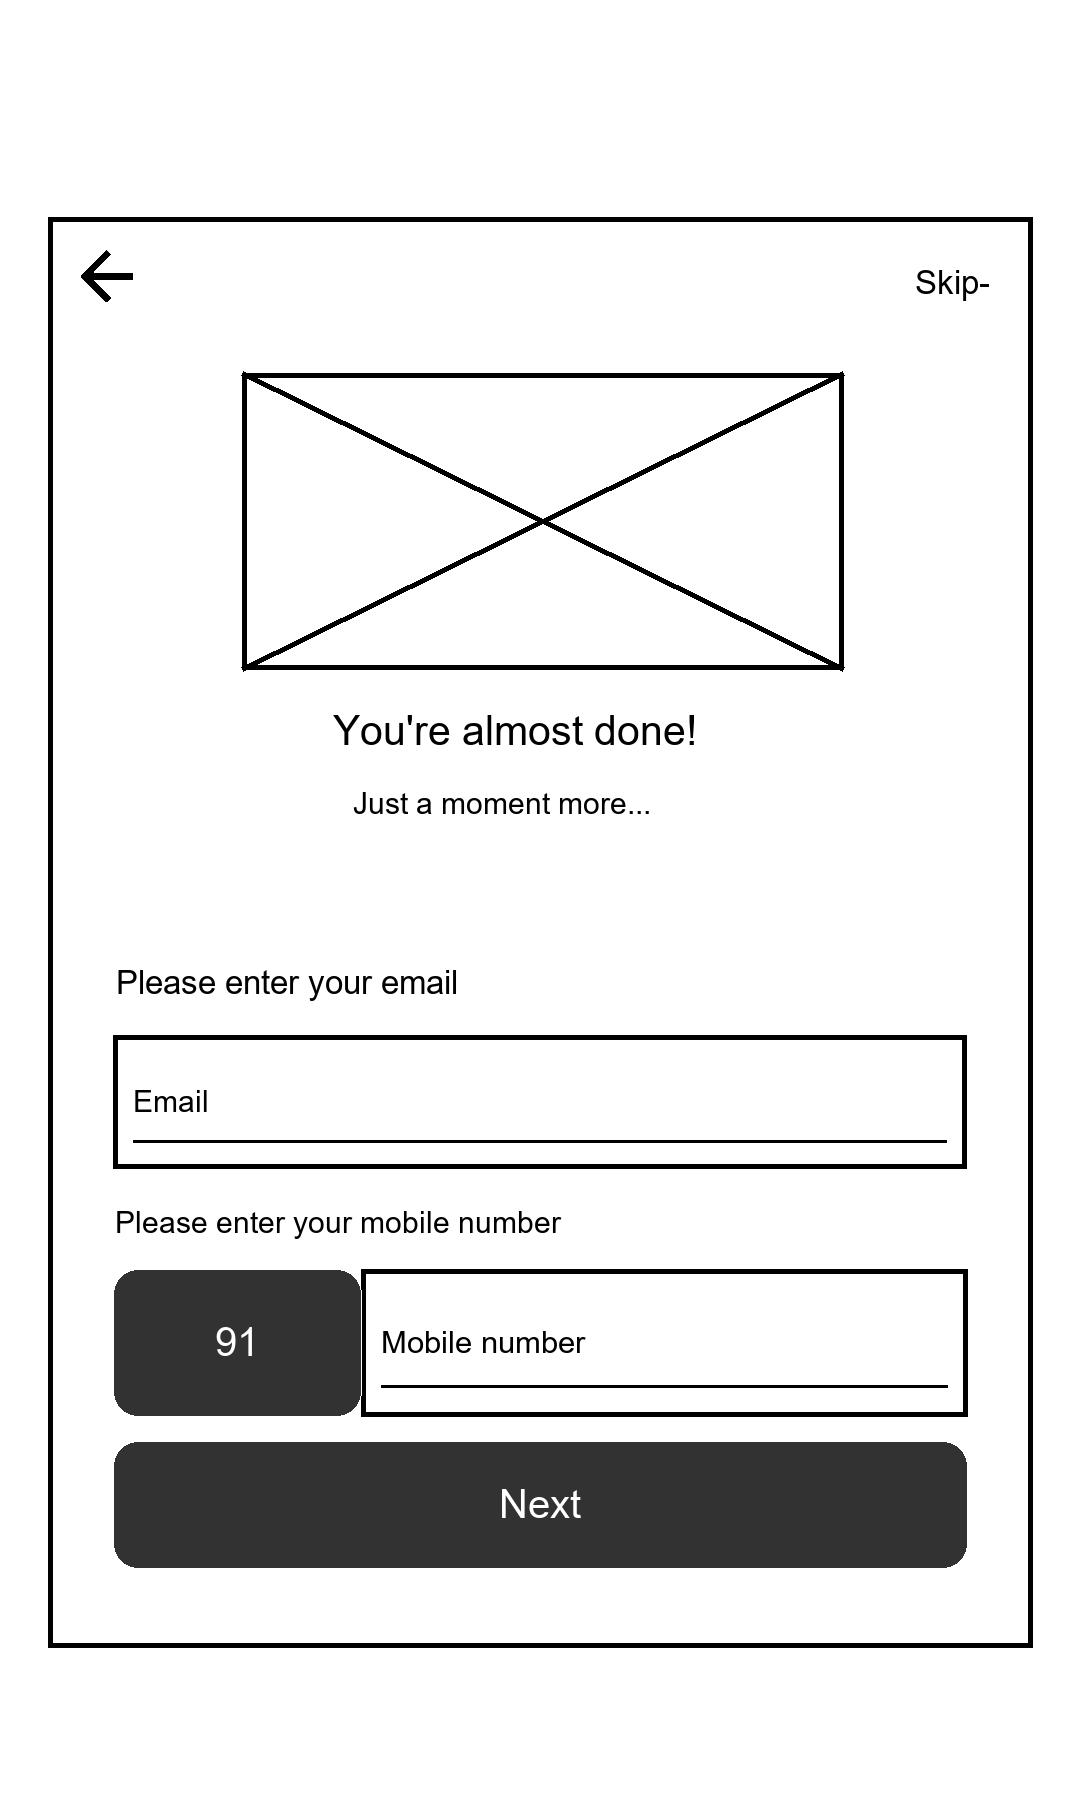 Skip-
You're almost done!
Just a moment more...
Please enter your email
Email
Please enter your mobile number
91
Mobile number
Next